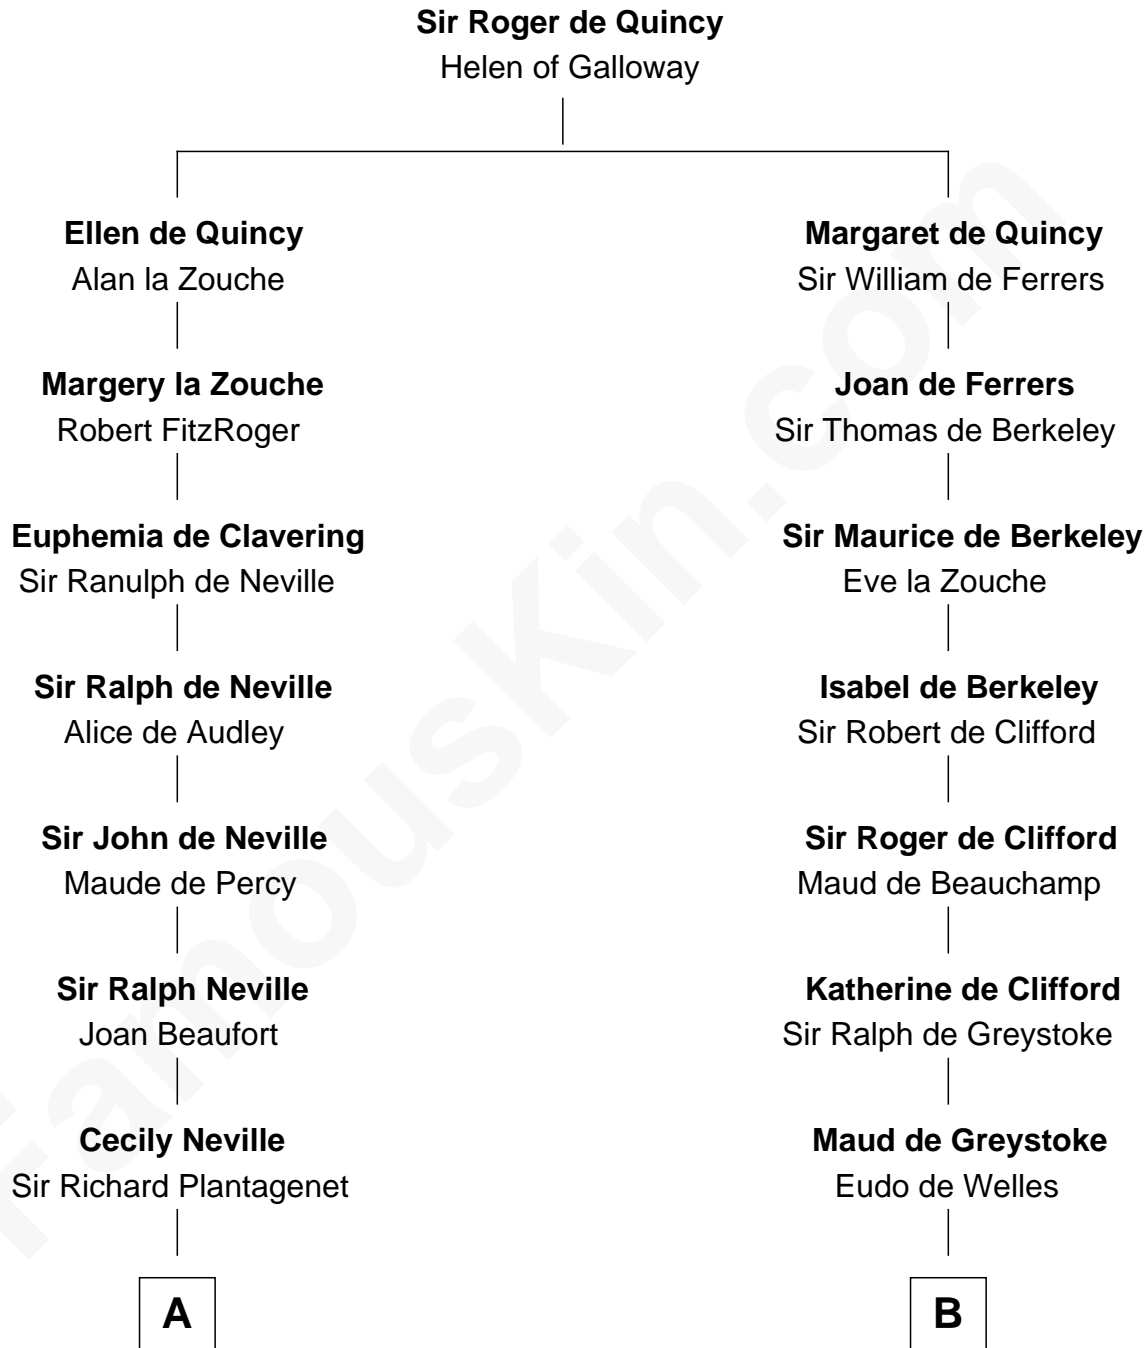 Sir Roger de Quincy
Helen of Galloway
Ellen de Quincy
Alan la Zouche
Margaret de Quincy
Sir William de Ferrers
Margery la Zouche
Robert FitzRoger
Joan de Ferrers
Sir Thomas de Berkeley
Euphemia de Clavering
Sir Ranulph de Neville
Sir Maurice de Berkeley
Eve la Zouche
Sir Ralph de Neville
Alice de Audley
Isabel de Berkeley
Sir Robert de Clifford
Sir John de Neville
Maude de Percy
Sir Roger de Clifford
Maud de Beauchamp
Sir Ralph Neville
Joan Beaufort
Katherine de Clifford
Sir Ralph de Greystoke
Cecily Neville
Sir Richard Plantagenet
Maud de Greystoke
Eudo de Welles
A
B
FamousKin.com